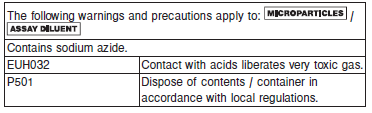 The following warnings and precautions apply to: MICROPARTICLES /
ASSAY DILUENT
Contains sodium azide.
EUH032 Contact with acids liberates very toxic gas.
P501 Dispose of contents / container in
accordance with local regulations.